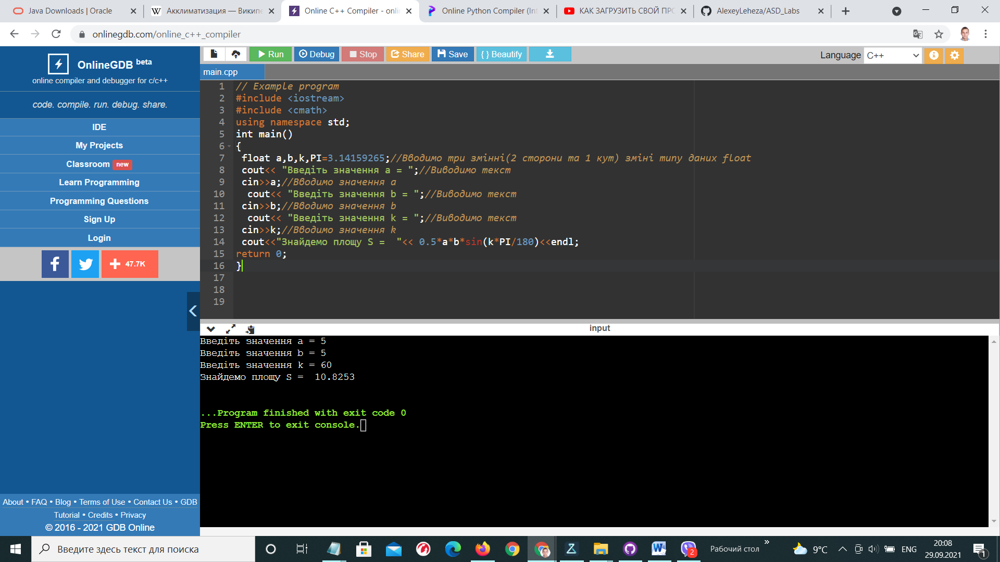 Java Downloads | Oracle
Акклиматизация — Википе
Online C++ Compiler - onli
Online Python Compiler (Int
КАК ЗАГРУЗИТЬ СВОЙ ПРО
AlexeyLeheza/ASD_Labs
onlinegdb.com/online_c++_compiler
OnlineGDB beta
online compiler and debugger for c/c++
code. compile. run. debug. share.
IDE
My Projects
Classroom new
Learn Programming
Programming Questions
Sign Up
Login
47.7K
About • FAQ • Blog • Terms of Use • Contact Us • GDB
Tutorial • Credits • Privacy
© 2016 - 2021 GDB Online
Run Debug Stop Share Save { } Beautify
Language C++
main.cpp
1 // Example program
2 #include <iostream>
3 #include <cmath>
4 using namespace std;
5 int main()
6 {
7 float a,b,k,PI=3.14159265;//Вводимо три змінні(2 сторони та 1 кут) зміні типу даних float
8 cout<< "Введіть значення a = ";//Виводимо текст
9 cin>>a;//Вводимо значення a
10 cout<< "Введіть значення b = ";//Виводимо текст
11 cin>>b;//Вводимо значення b
12 cout<< "Введіть значення k = ";//Виводимо текст
13 cin>>k;//Вводимо значення k
14 cout<<"Знайдемо площу S =  "<< 0.5*a*b*sin(k*PI/180)<<endl;
15 return 0;
16 }
17
18
19
input
Введіть значення a = 5
Введіть значення b = 5
Введіть значення k = 60
Знайдемо площу S =  10.8253
...Program finished with exit code 0
Press ENTER to exit console.
Введите здесь текст для поиска
2
Рабочий стол
9°C
ENG
20:08
29.09.2021
1